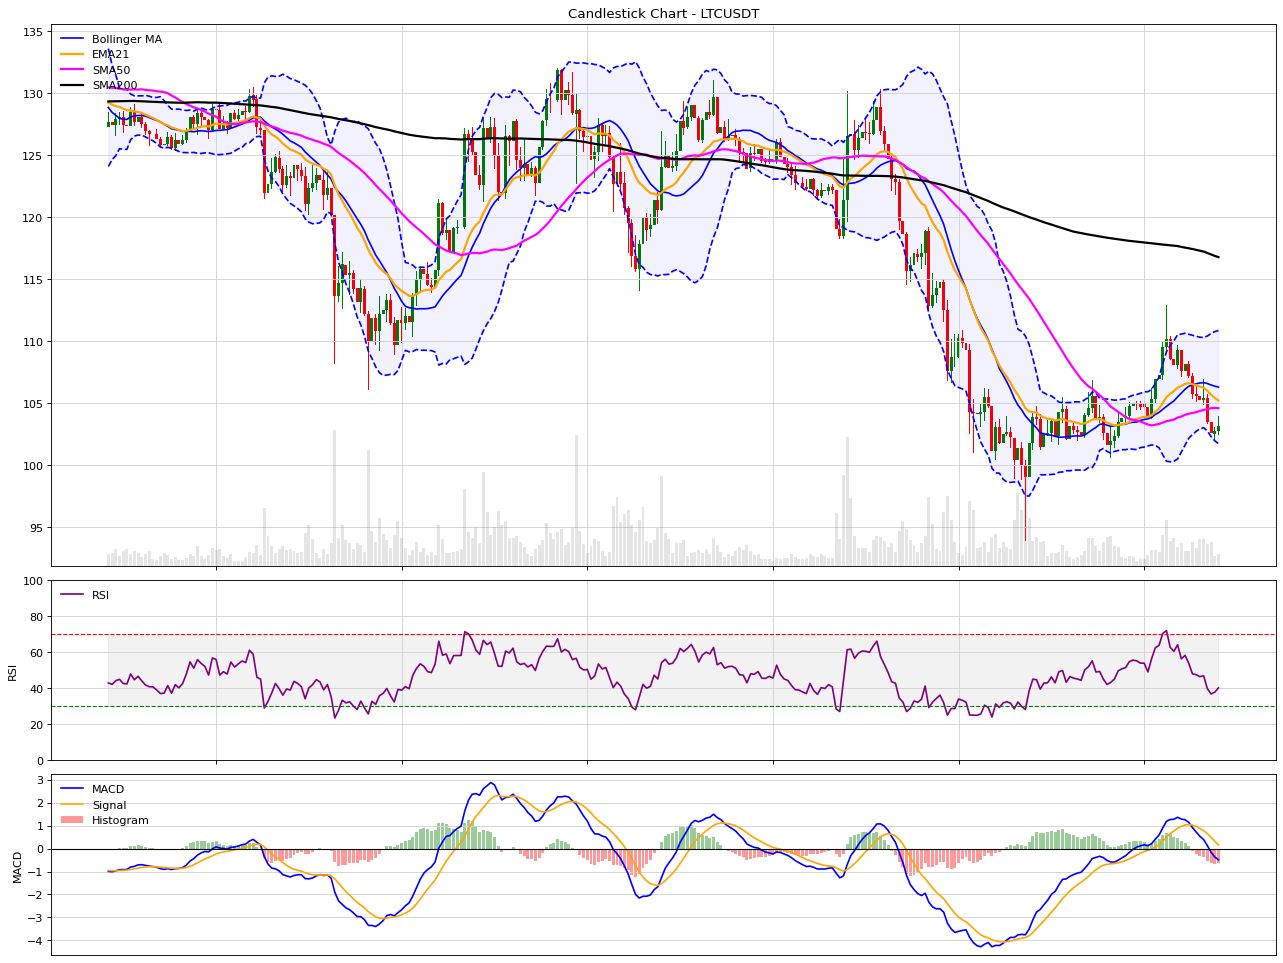 Candlestick Chart - LTCUSDT
Bollinger MA
EMA21
SMA50
SMA200
135
130
125
120
115
110
105
100
95
RSI
100
80
60
40
20
0
RSI
MACD
Signal
Histogram
3
2
1
0
−1
−2
−3
−4
MACD